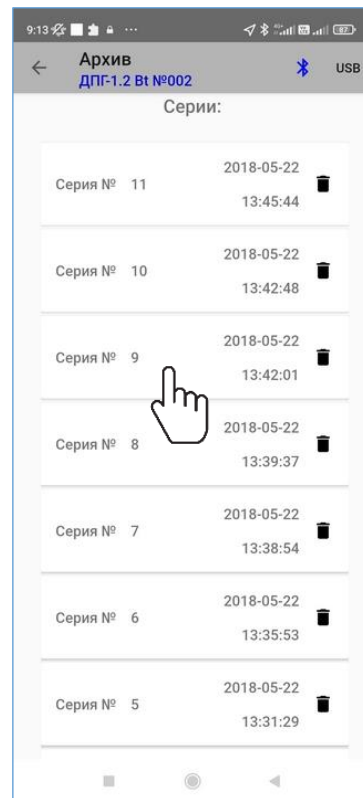 9:13
87
Архив
ДПГ-1.2 Bt №002
USB
Серии:
2018-05-22
Серия № 11
13:45:44
2018-05-22
Серия № 10
13:42:48
2018-05-22
Серия № 9
13:42:01
2018-05-22
Серия № 8
13:39:37
2018-05-22
Серия № 7
13:38:54
2018-05-22
Серия № 6
13:35:53
2018-05-22
Серия № 5
13:31:29